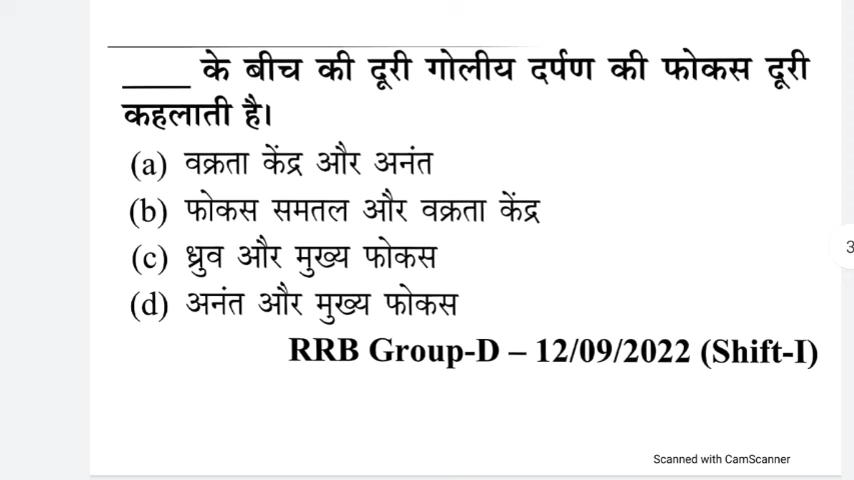 ____ के बीच की दूरी गोलीय दर्पण की फोकस दूरी
कहलाती है।
(a) वक्रता केंद्र और अनंत
(b) फोकस समतल और वक्रता केंद्र
(c) ध्रुव और मुख्य फोकस
(d) अनंत और मुख्य फोकस
RRB Group-D – 12/09/2022 (Shift-I)
3
Scanned with CamScanner